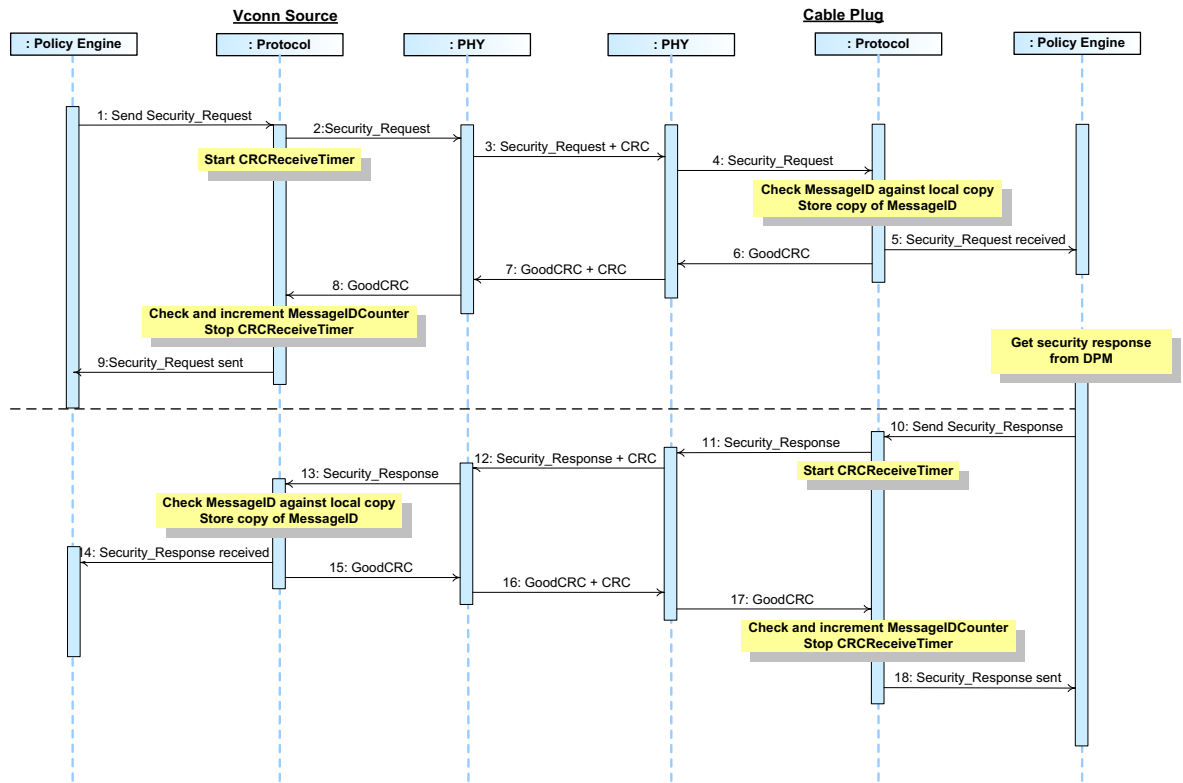 Vconn Source
Cable Plug
: Policy Engine
: Protocol
: PHY
: PHY
: Protocol
: Policy Engine
1: Send Security_Request
2:Security_Request
Start CRCReceiveTimer
3: Security_Request + CRC
4: Security_Request
Check MessageID against local copy
Store copy of MessageID
5: Security_Request received
6: GoodCRC
7: GoodCRC + CRC
8: GoodCRC
Check and increment MessageIDCounter
Stop CRCReceiveTimer
9:Security_Request sent
Get security response
from DPM
10: Send Security_Response
11: Security_Response
Start CRCReceiveTimer
12: Security_Response + CRC
13: Security_Response
Check MessageID against local copy
Store copy of MessageID
14: Security_Response received
15: GoodCRC
16: GoodCRC + CRC
17: GoodCRC
Check and increment MessageIDCounter
Stop CRCReceiveTimer
18: Security_Response sent